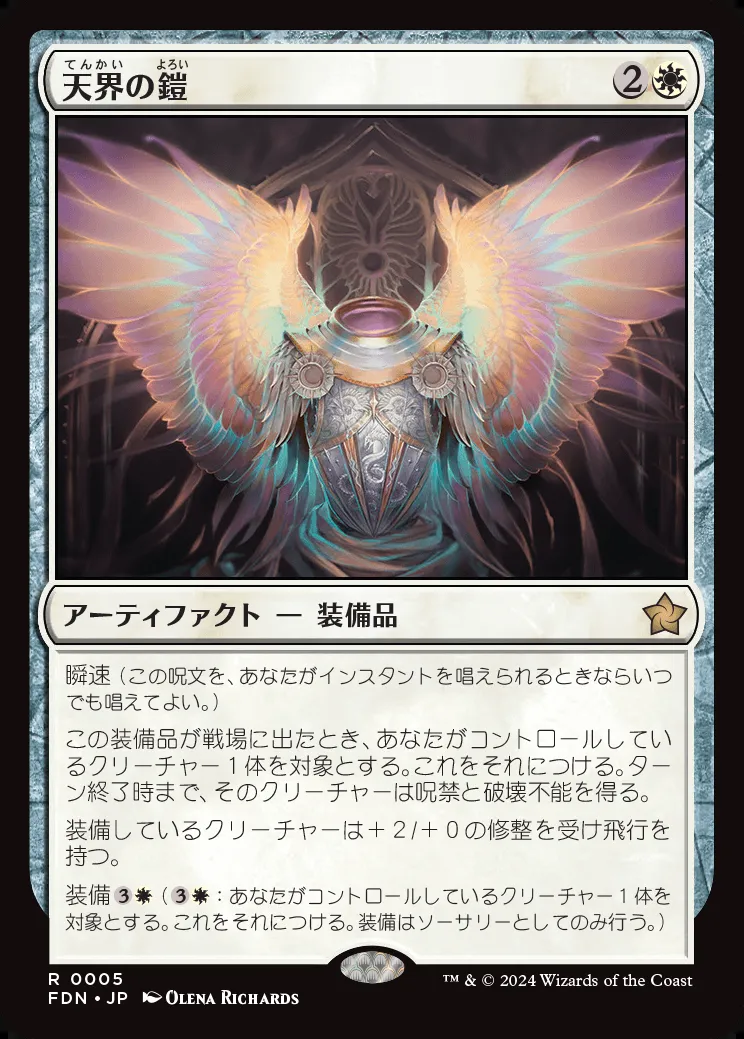 てんかい よろい
天界の鎧 2
アーティファクト — 装備品
瞬速（この呪文を、あなたがインスタントを唱えられるときならいつ
でも唱えてよい。）
この装備品が戦場に出たとき、あなたがコントロールしてい
るクリーチャー１体を対象とする。これをそれにつける。ター
ン終了時まで、そのクリーチャーは呪禁と破壊不能を得る。
装備しているクリーチャーは＋２/＋０の修整を受け飛行を
持つ。
装備3（3：あなたがコントロールしているクリーチャー１体を
対象とする。これをそれにつける。装備はソーサリーとしてのみ行う。）
R 0005
FDN • JP OLENA RICHARDS
™ & © 2024 Wizards of the Coast